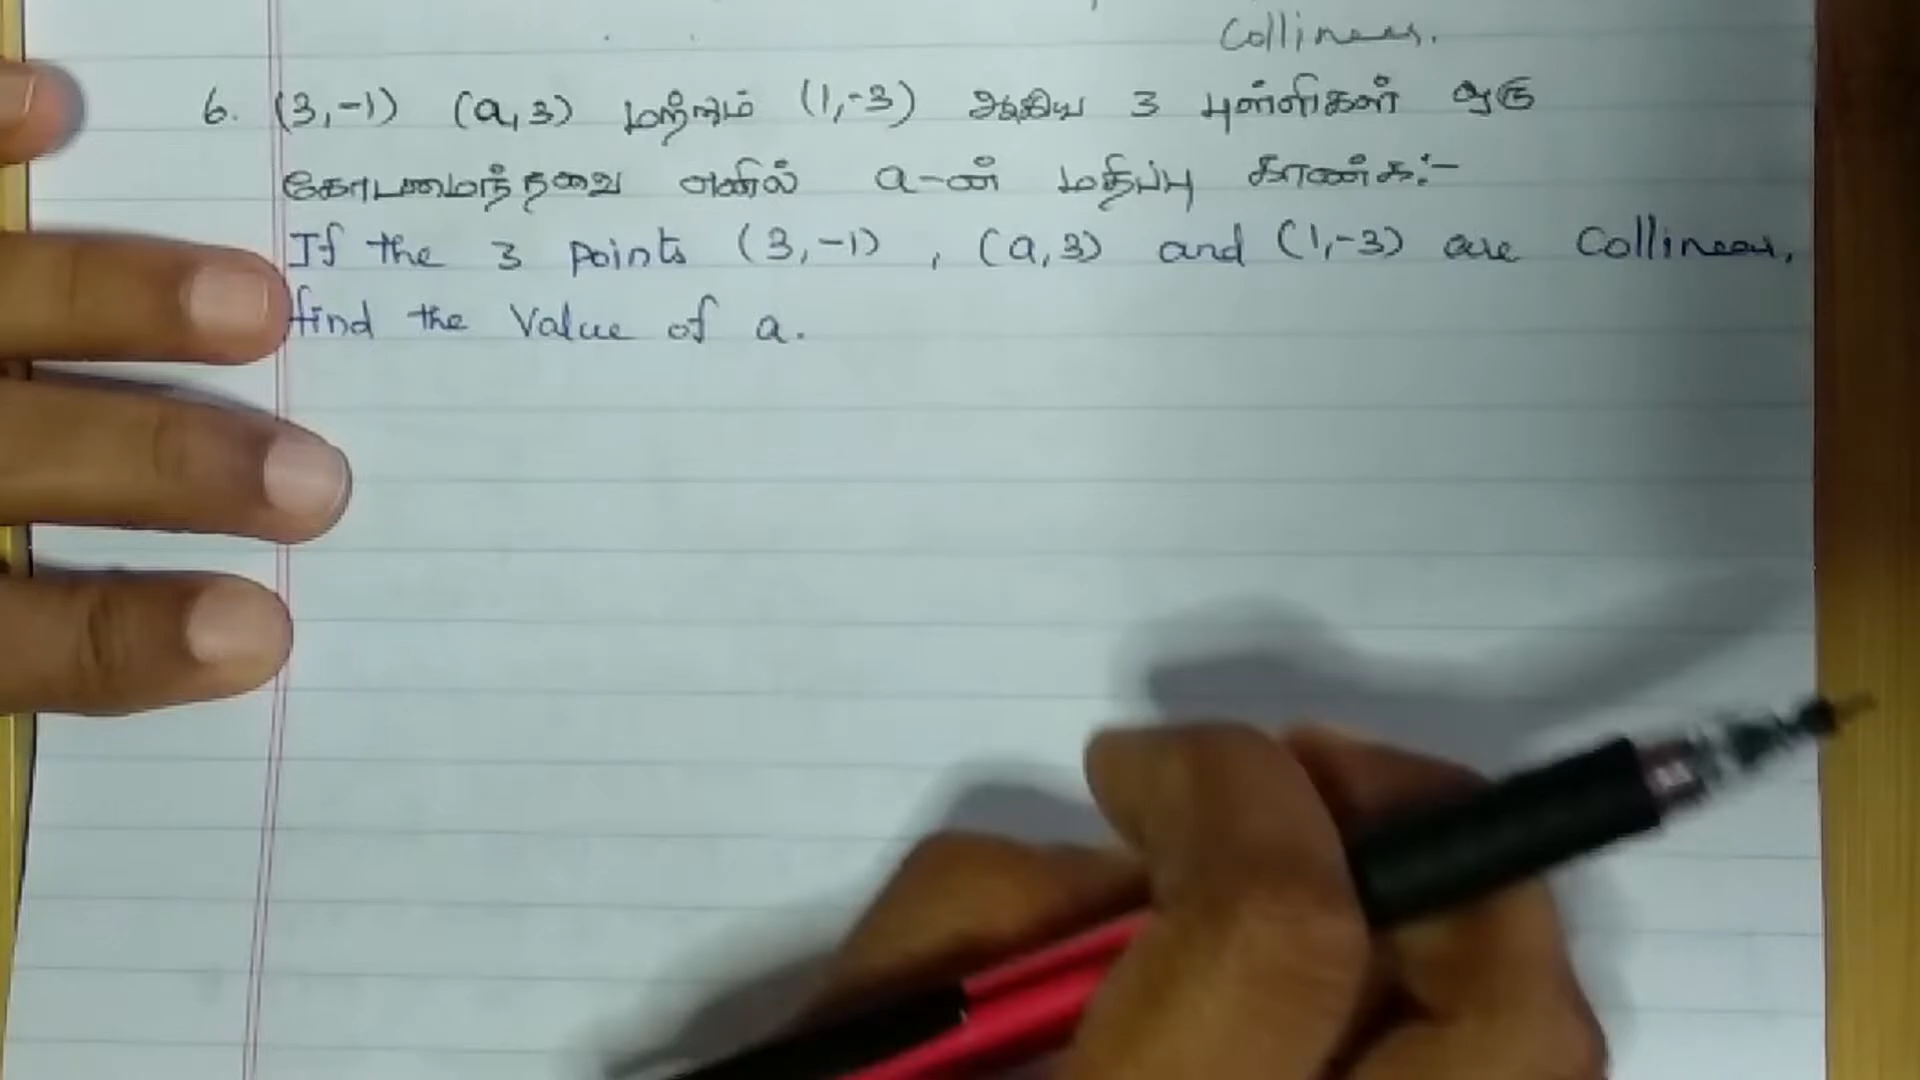 Collinear.
6. (3,-1) (a,3) மற்றும் (1,-3) ஆகிய 3 புள்ளிகள் ஒரு
கோடமைந்தவை எனில் a-ன் மதிப்பு காண்க:-
If the 3 points (3,-1), (a,3) and (1,-3) are Collinear,
find the Value of a.